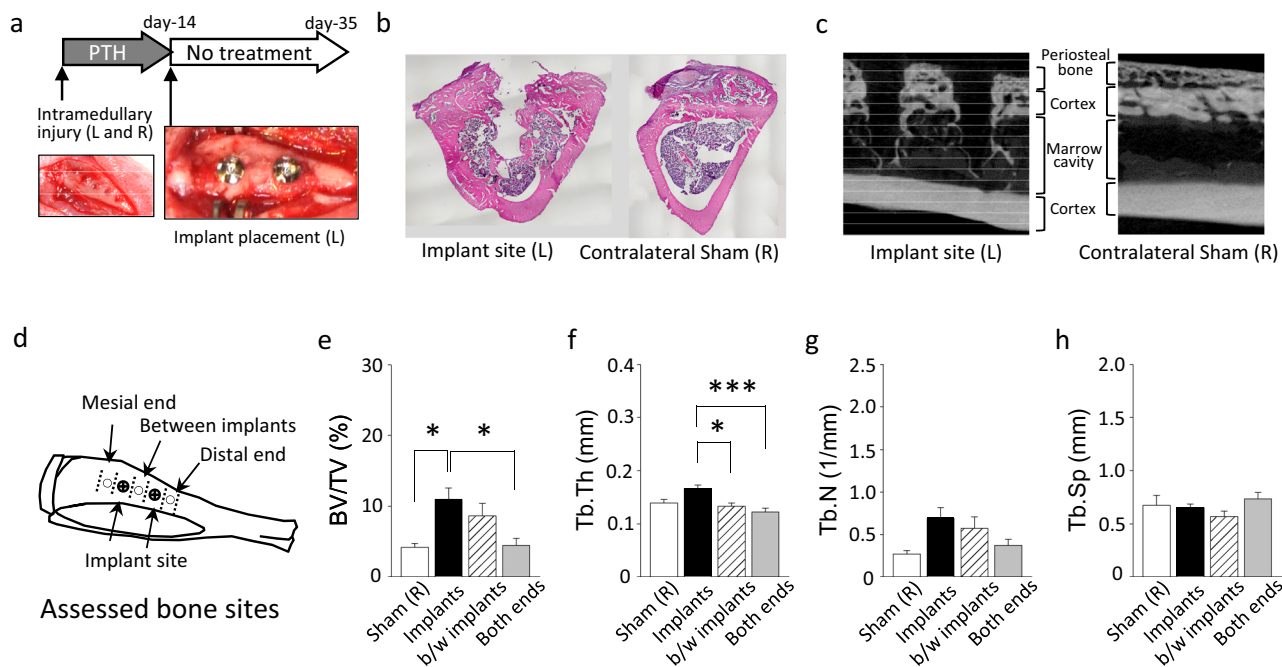 a
day-14
day-35
PTH
No treatment
Intramedullary
injury (L and R)
Implant placement (L)
b
Implant site (L)
Contralateral Sham (R)
c
Periosteal
bone
Cortex
Marrow
cavity
Cortex
Implant site (L)
Contralateral Sham (R)
d
Mesial end
Between implants
Distal end
Implant site
Assessed bone sites
e
BV/TV (%)
30
20
10
0
*
*
Sham (R)
Implants
b/w implants
Both ends
f
Tb.Th (mm)
0.4
0.3
0.2
0.1
0
***
*
Sham (R)
Implants
b/w implants
Both ends
g
Tb.N (1/mm)
2.5
2.0
1.5
1.0
0.5
0
Sham (R)
Implants
b/w implants
Both ends
h
Tb.Sp (mm)
2.0
1.5
1.0
0.5
0
Sham (R)
Implants
b/w implants
Both ends